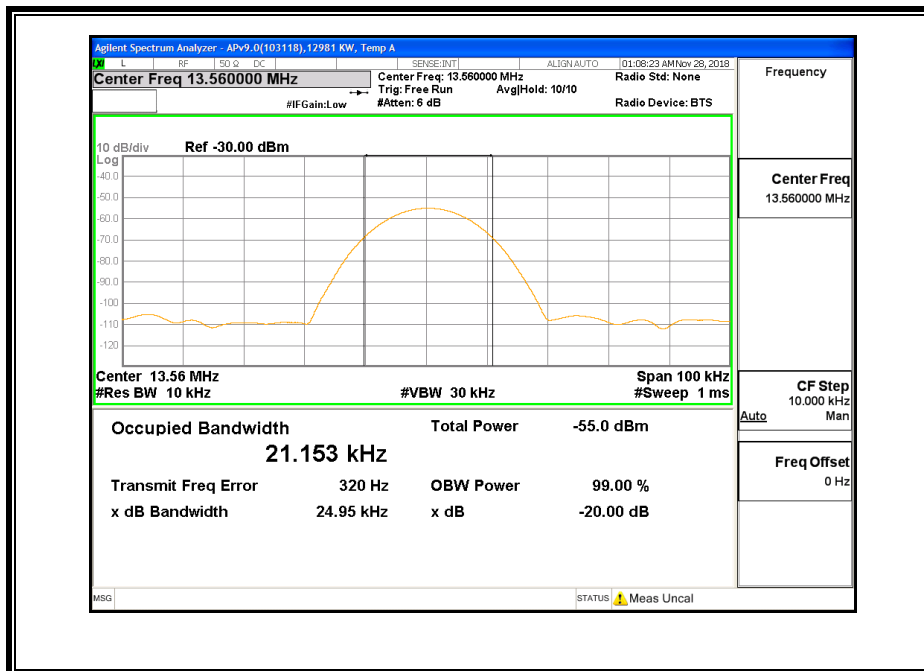 Agilent Spectrum Analyzer - APv9.0(103118),12981 KW, Temp A
LXI L RF 50 Ω DC SENSE:INT ALIGN AUTO 01:08:23 AM Nov 28, 2018
Center Freq 13.560000 MHz
Center Freq: 13.560000 MHz
Radio Std: None
Trig: Free Run Avg|Hold: 10/10
#IFGain:Low #Atten: 6 dB Radio Device: BTS
10 dB/div Ref -30.00 dBm
Log
-40.0
-50.0
-60.0
-70.0
-80.0
-90.0
-100
-110
-120
Center 13.56 MHz Span 100 kHz
#Res BW 10 kHz #VBW 30 kHz #Sweep 1 ms
Occupied Bandwidth Total Power -55.0 dBm
21.153 kHz
Transmit Freq Error 320 Hz OBW Power 99.00 %
x dB Bandwidth 24.95 kHz x dB -20.00 dB
Frequency
Center Freq
13.560000 MHz
CF Step
10.000 kHz
Auto Man
Freq Offset
0 Hz
MSG STATUS Meas Uncal